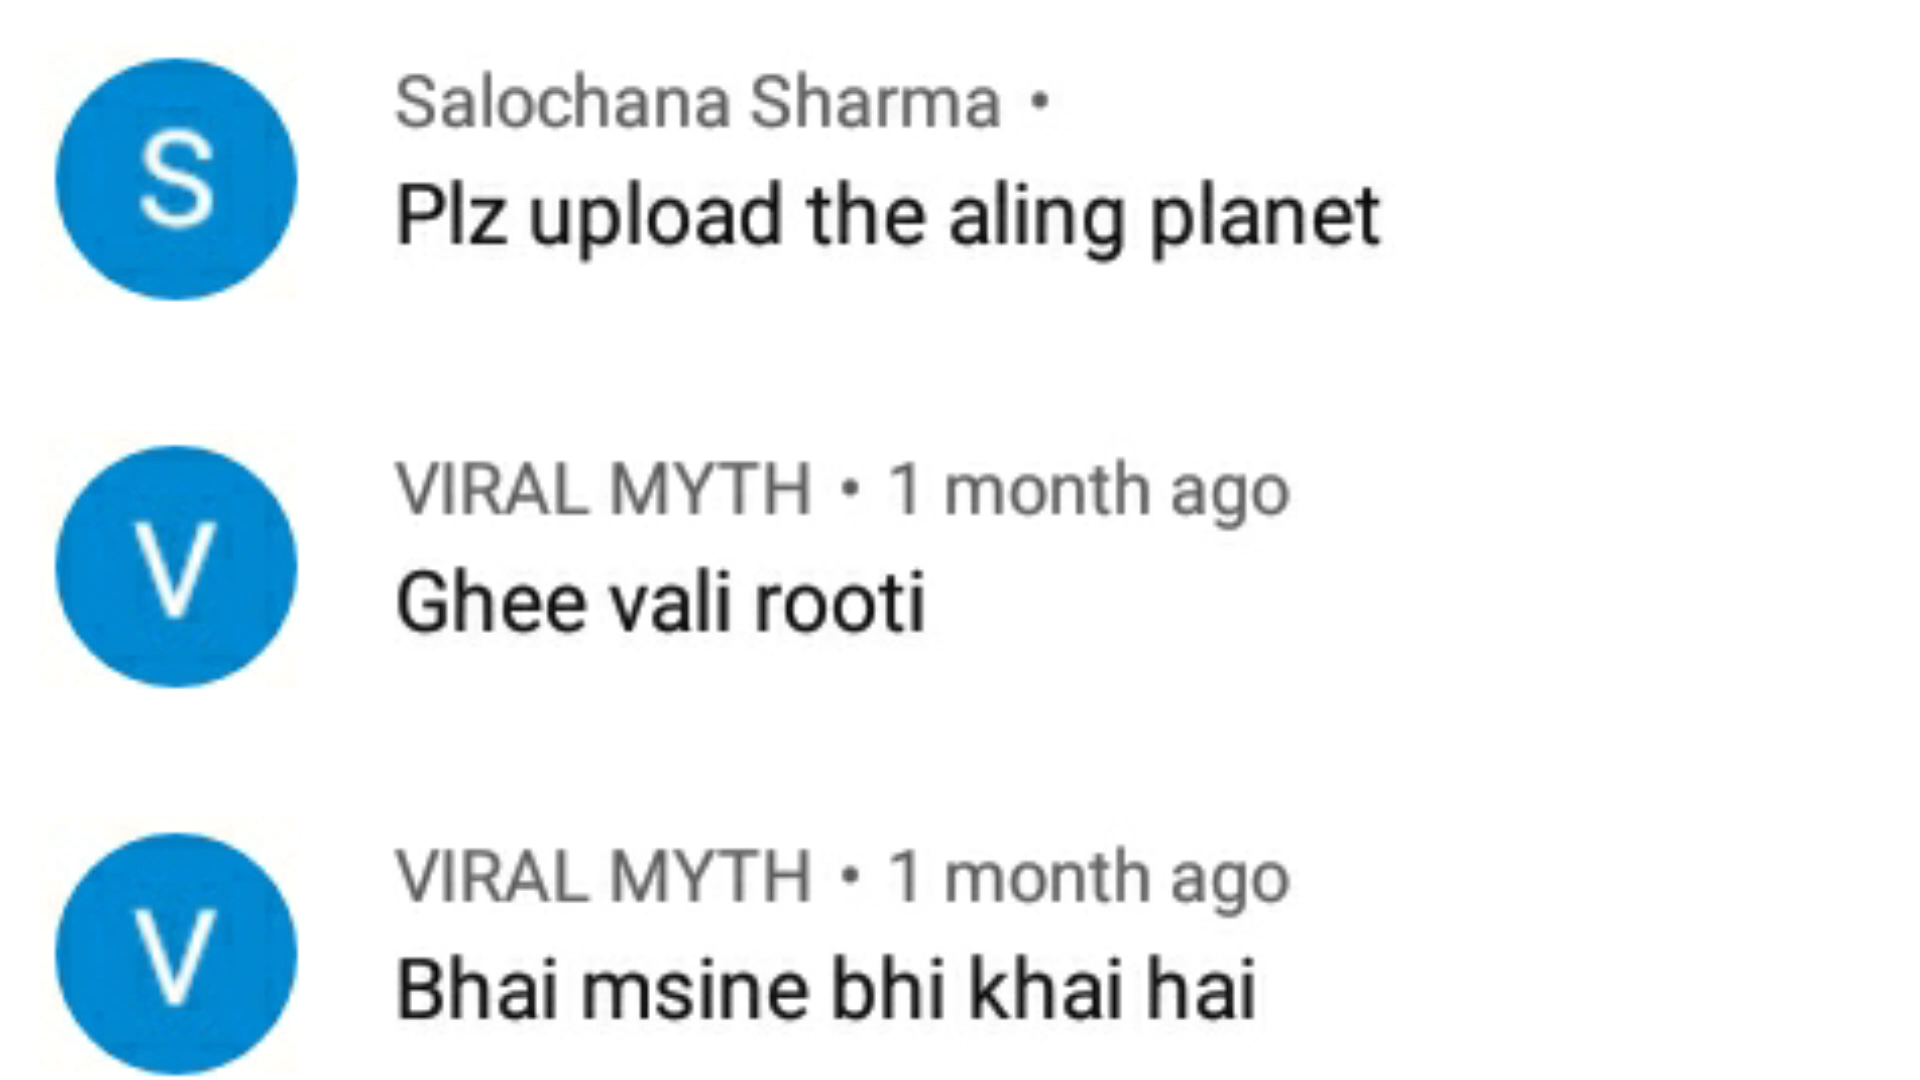 S
Salochana Sharma •
Plz upload the aling planet
V
VIRAL MYTH • 1 month ago
Ghee vali rooti
V
VIRAL MYTH • 1 month ago
Bhai msine bhi khai hai